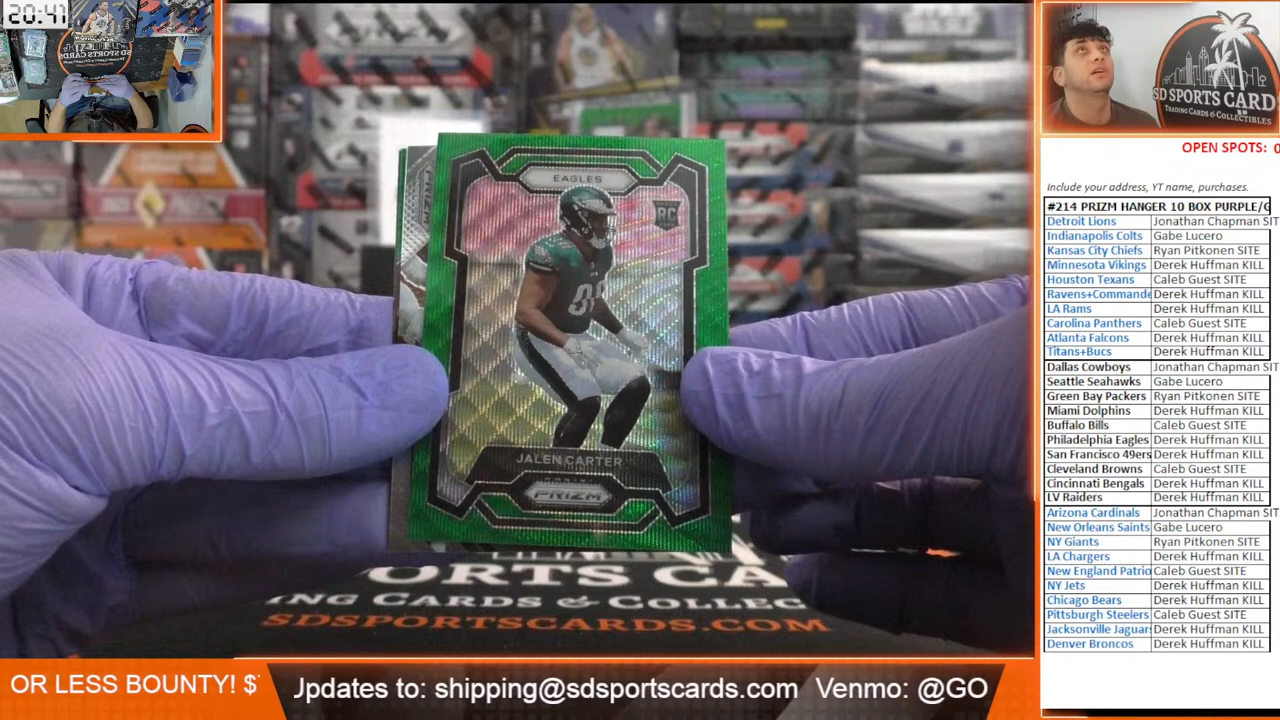 20:41
EAGLES
RC
JALEN CARTER
PRIZM
ORTS CA
ING CARDS & COLLEC
SDSPORTSCARDS.COM
SD SPORTS CARD
TRADING CARDS & COLLECTIBLES
OPEN SPOTS: 0
Include your address, YT name, purchases.
#214 PRIZM HANGER 10 BOX PURPLE/G
Detroit Lions Jonathan Chapman SIT
Indianapolis Colts Gabe Lucero
Kansas City Chiefs Ryan Pitkonen SITE
Minnesota Vikings Derek Huffman KILL
Houston Texans Caleb Guest SITE
Ravens+Commande Derek Huffman KILL
LA Rams Derek Huffman KILL
Carolina Panthers Caleb Guest SITE
Atlanta Falcons Derek Huffman KILL
Titans+Bucs Derek Huffman KILL
Dallas Cowboys Jonathan Chapman SIT
Seattle Seahawks Gabe Lucero
Green Bay Packers Ryan Pitkonen SITE
Miami Dolphins Derek Huffman KILL
Buffalo Bills Caleb Guest SITE
Philadelphia Eagles Derek Huffman KILL
San Francisco 49ers Derek Huffman KILL
Cleveland Browns Caleb Guest SITE
Cincinnati Bengals Derek Huffman KILL
LV Raiders Derek Huffman KILL
Arizona Cardinals Jonathan Chapman SIT
New Orleans Saints Gabe Lucero
NY Giants Ryan Pitkonen SITE
LA Chargers Derek Huffman KILL
New England Patrio Caleb Guest SITE
NY Jets Derek Huffman KILL
Chicago Bears Derek Huffman KILL
Pittsburgh Steelers Caleb Guest SITE
Jacksonville Jaguar Derek Huffman KILL
Denver Broncos Derek Huffman KILL
OR LESS BOUNTY! $
Updates to: shipping@sdsportscards.com Venmo: @GO